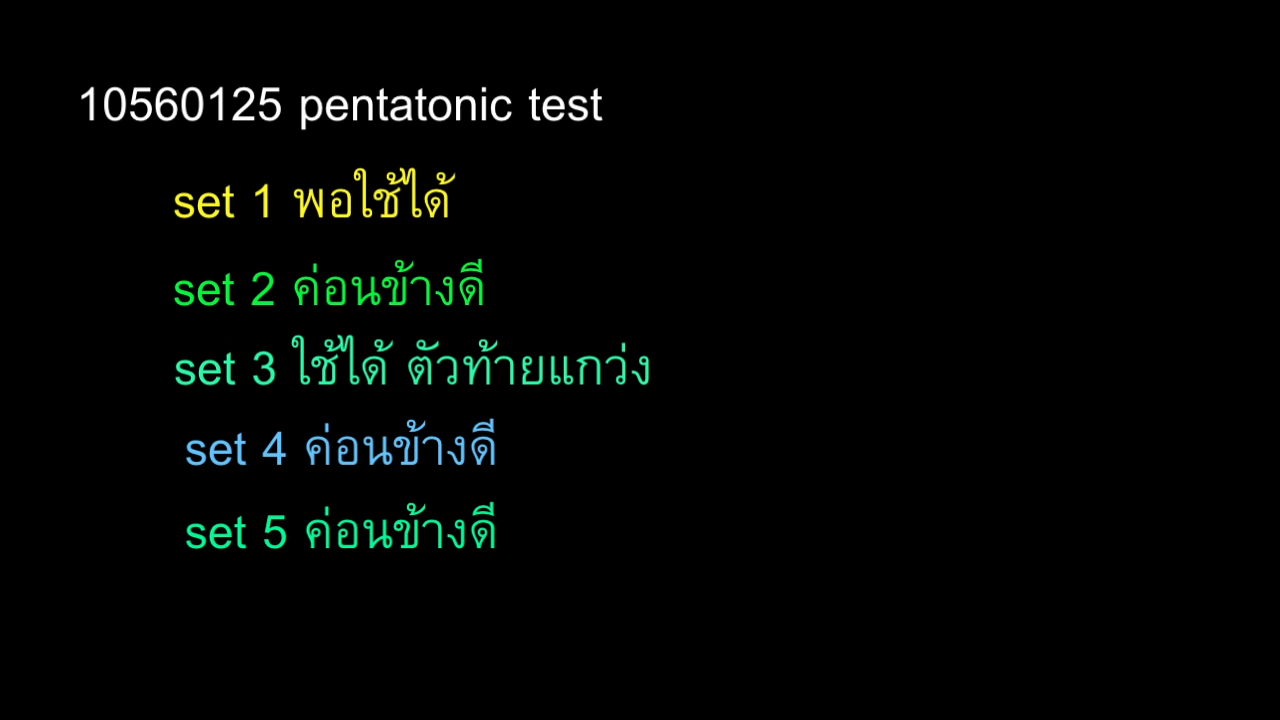 10560125 pentatonic test
set 1 พอใช้ได้
set 2 ค่อนข้างดี
set 3 ใช้ได้ ตัวท้ายแกว่ง
set 4 ค่อนข้างดี
set 5 ค่อนข้างดี